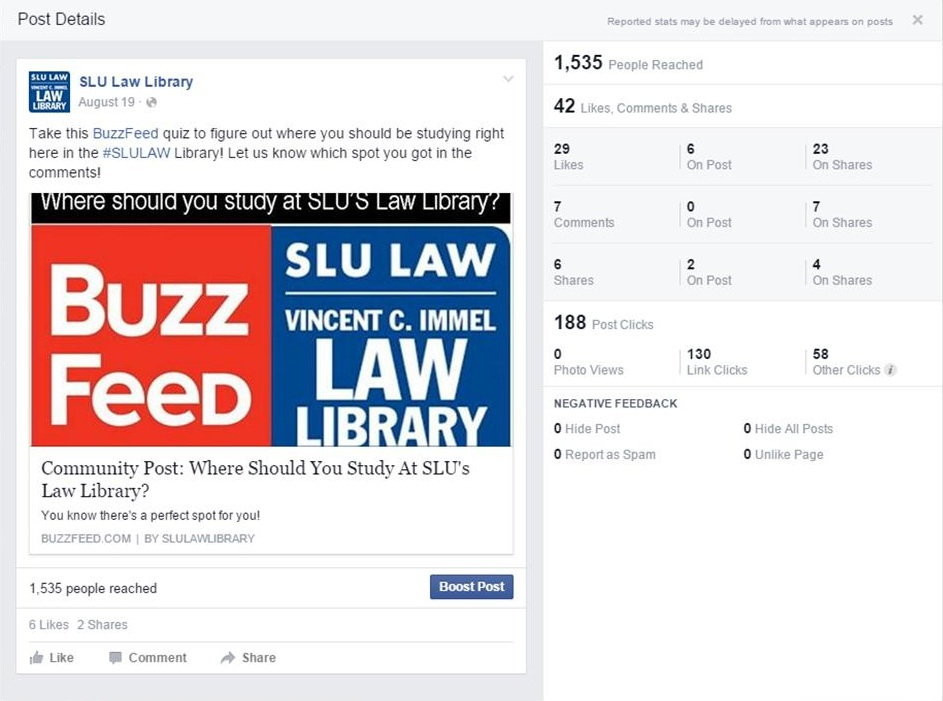 Post Details
Reported stats may be delayed from what appears on posts
SLU LAW
VINCENT C. IMMEL
LAW
LIBRARY
SLU Law Library
August 19 ·
Take this BuzzFeed quiz to figure out where you should be studying right
here in the #SLULAW Library! Let us know which spot you got in the
comments!
Where should you study at SLU'S Law Library?
BUZZ
FEED
SLU LAW
VINCENT C. IMMEL
LAW
LIBRARY
Community Post: Where Should You Study At SLU's
Law Library?
You know there's a perfect spot for you!
BUZZFEED.COM | BY SLULAWLIBRARY
1,535 people reached
Boost Post
6 Likes 2 Shares
Like Comment Share
1,535 People Reached
42 Likes, Comments & Shares
29 6 23
Likes On Post On Shares
7 0 7
Comments On Post On Shares
6 2 4
Shares On Post On Shares
188 Post Clicks
0 130 58
Photo Views Link Clicks Other Clicks i
NEGATIVE FEEDBACK
0 Hide Post 0 Hide All Posts
0 Report as Spam 0 Unlike Page